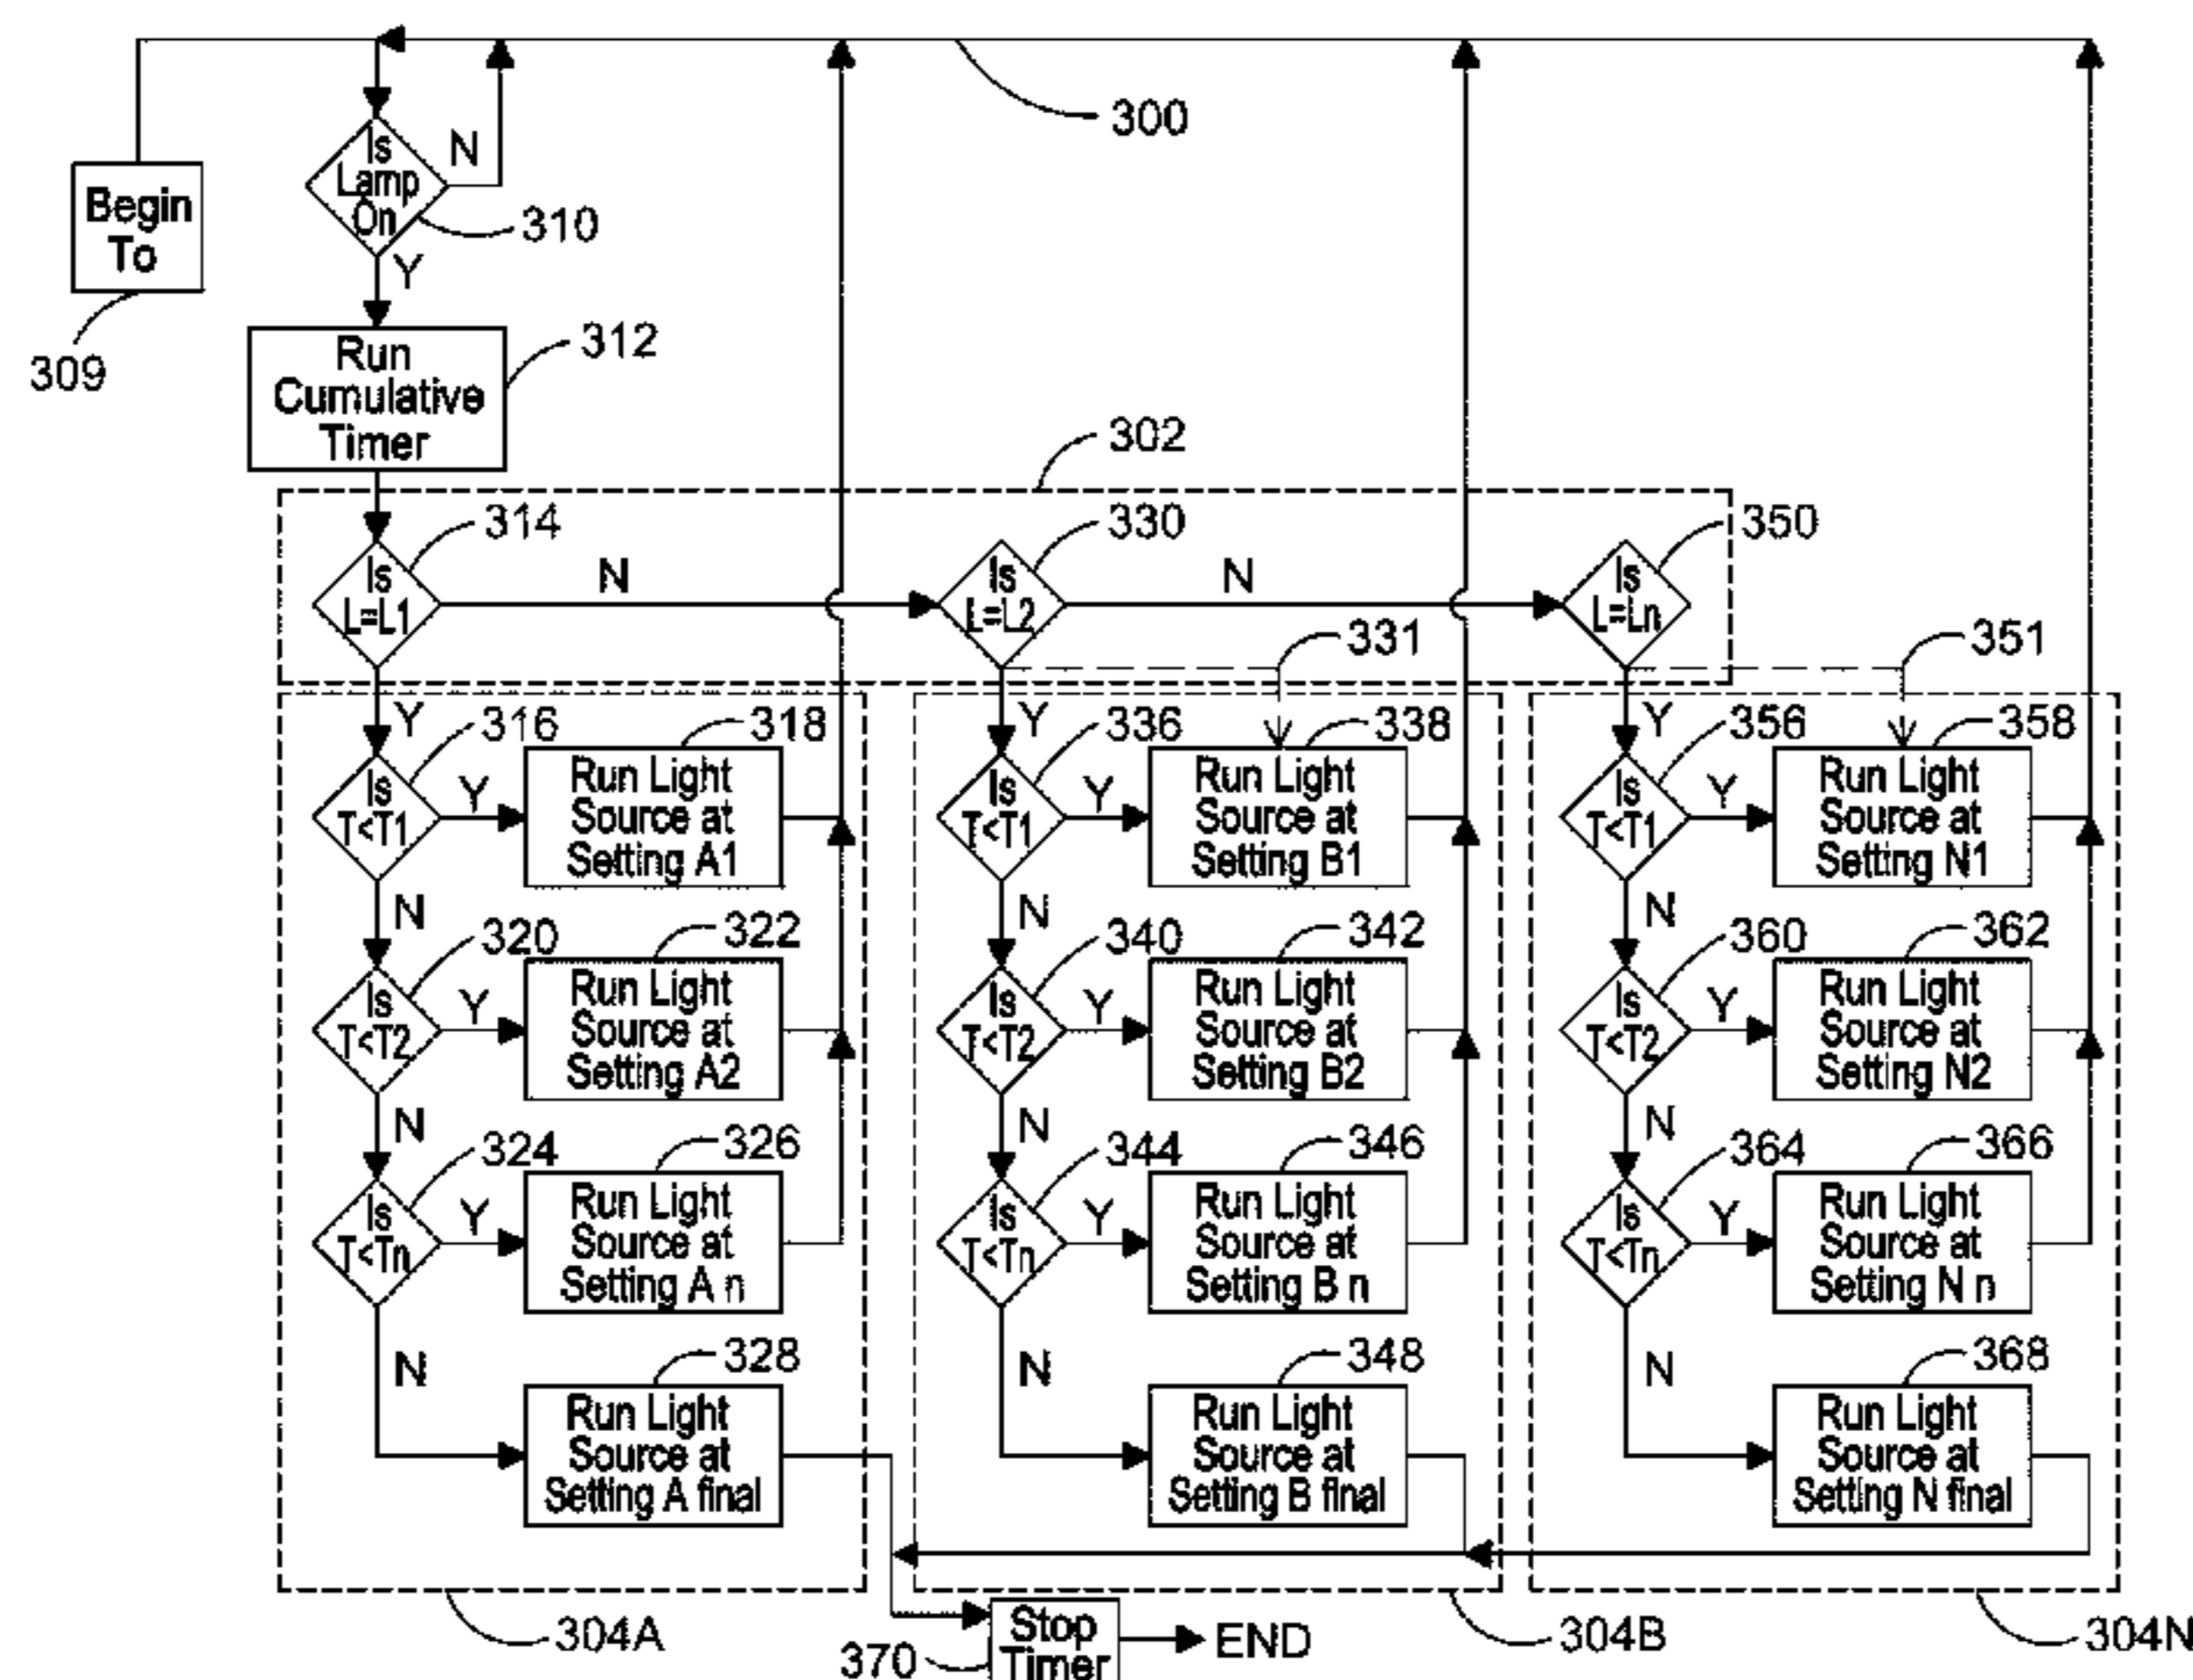 300
Is
Lamp
On
N
310
Begin
To
309
Y
Run
Cumulative
Timer
312
302
314
Is
L=L1
N
330
Is
L=L2
N
350
Is
L=Ln
331
351
Y
316
Is
T<T1
Y
318
Run Light
Source at
Setting A1
N
320
Is
T<T2
Y
322
Run Light
Source at
Setting A2
N
324
Is
T<Tn
Y
326
Run Light
Source at
Setting A n
N
328
Run Light
Source at
Setting A final
304A
Y
336
Is
T<T1
Y
338
Run Light
Source at
Setting B1
N
340
Is
T<T2
Y
342
Run Light
Source at
Setting B2
N
344
Is
T<Tn
Y
346
Run Light
Source at
Setting B n
N
348
Run Light
Source at
Setting B final
304B
Y
356
Is
T<T1
Y
358
Run Light
Source at
Setting N1
N
360
Is
T<T2
Y
362
Run Light
Source at
Setting N2
N
364
Is
T<Tn
Y
366
Run Light
Source at
Setting N n
N
368
Run Light
Source at
Setting N final
304N
370
Stop
Timer
END